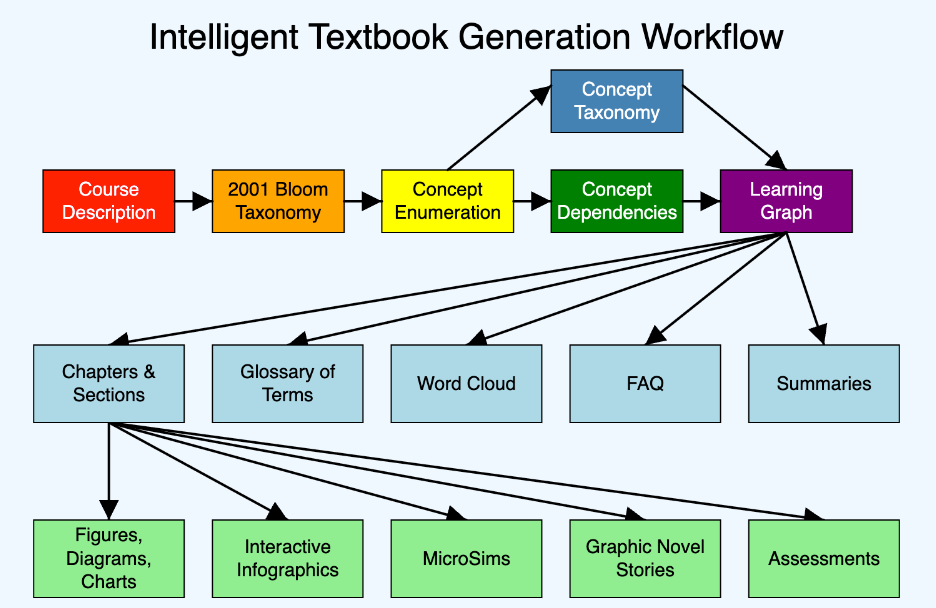 Intelligent Textbook Generation Workflow
Concept
Taxonomy
Course
Description
2001 Bloom
Taxonomy
Concept
Enumeration
Concept
Dependencies
Learning
Graph
Chapters &
Sections
Glossary of
Terms
Word Cloud
FAQ
Summaries
Figures,
Diagrams,
Charts
Interactive
Infographics
MicroSims
Graphic Novel
Stories
Assessments